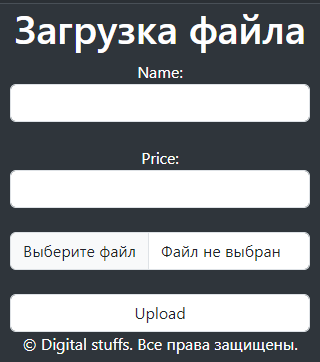 Загрузка файла
Name:
Price:
Выберите файл Файл не выбран
Upload
© Digital stuffs. Все права защищены.